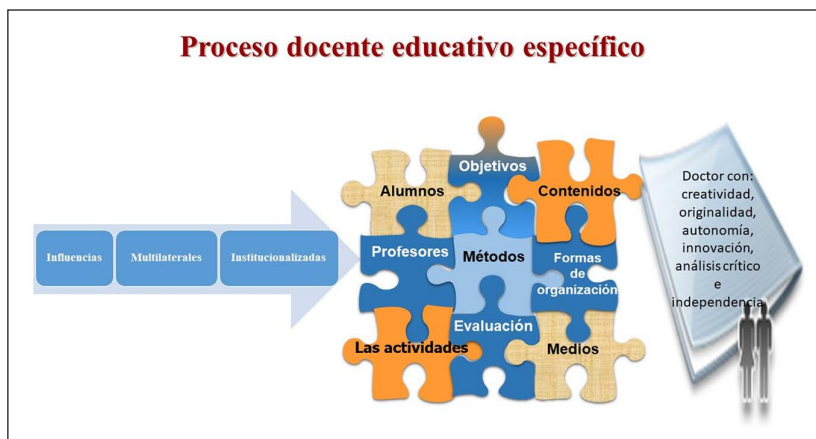 Proceso docente educativo específico
Influencias
Multilaterales
Institucionalizadas
Alumnos
Objetivos
Contenidos
Profesores
Métodos
Formas
de
organización
Las actividades
Evaluación
Medios
Doctor con:
creatividad,
originalidad,
autonomía,
innovación,
análisis crítico
e
independencia